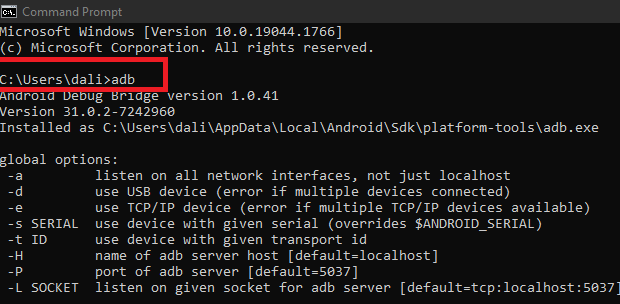 Command Prompt
Microsoft Windows [Version 10.0.19044.1766]
(c) Microsoft Corporation. All rights reserved.
C:\Users\dali>adb
Android Debug Bridge version 1.0.41
Version 31.0.2-7242960
Installed as C:\Users\dali\AppData\Local\Android\Sdk\platform-tools\adb.exe
global options:
-a listen on all network interfaces, not just localhost
-d use USB device (error if multiple devices connected)
-e use TCP/IP device (error if multiple TCP/IP devices available)
-s SERIAL use device with given serial (overrides $ANDROID_SERIAL)
-t ID use device with given transport id
-H name of adb server host [default=localhost]
-P port of adb server [default=5037]
-L SOCKET listen on given socket for adb server [default=tcp:localhost:5037]